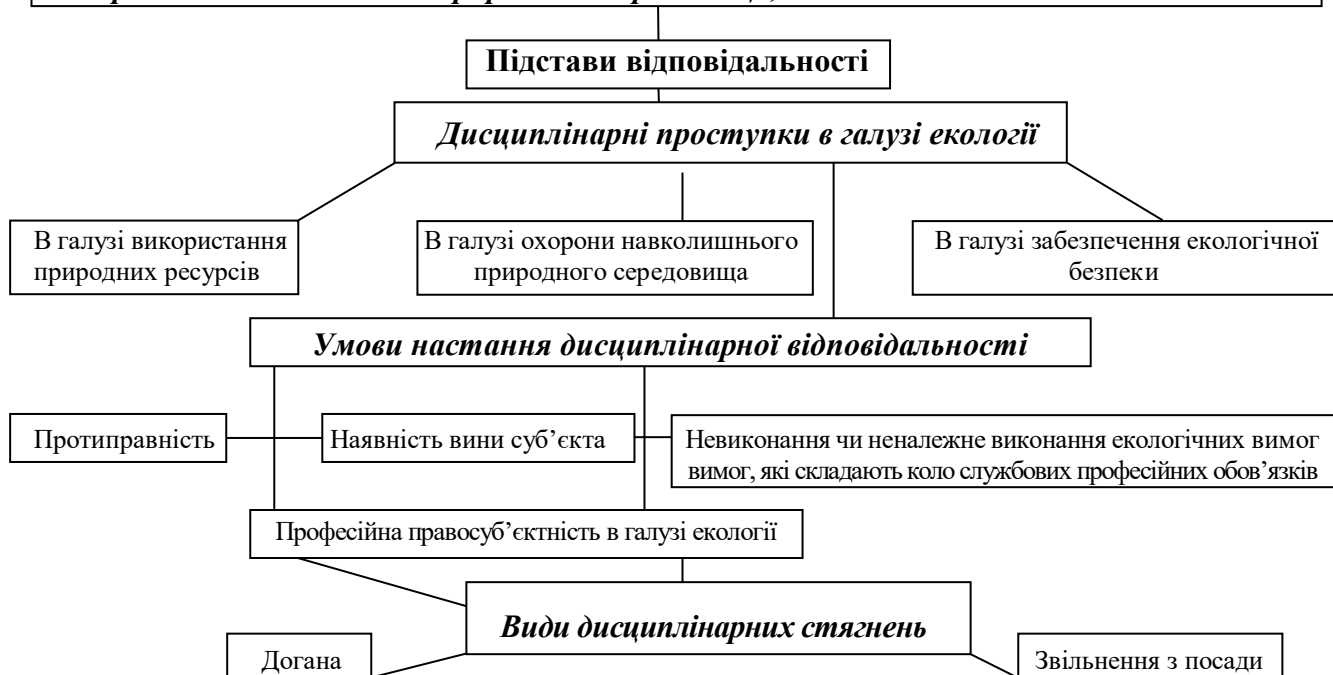 Підстави відповідальності
Дисциплінарні проступки в галузі екології
В галузі використання
природних ресурсів
В галузі охорони навколишнього
природного середовища
В галузі забезпечення екологічної
безпеки
Умови настання дисциплінарної відповідальності
Протиправність
Наявність вини суб’єкта
Невиконання чи неналежне виконання екологічних вимог
вимог, які складають коло службових професійних обов’язків
Професійна правосуб’єктність в галузі екології
Види дисциплінарних стягнень
Догана
Звільнення з посади